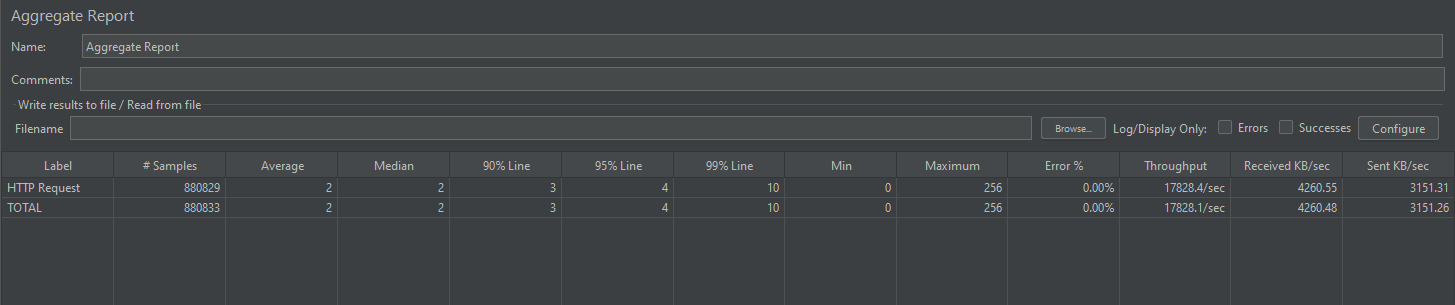 Aggregate Report
Name: Aggregate Report
Comments:
Write results to file / Read from file
Filename Browse... Log/Display Only: Errors Successes Configure
Label # Samples Average Median 90% Line 95% Line 99% Line Min Maximum Error % Throughput Received KB/sec Sent KB/sec
HTTP Request 880829 2 2 3 4 10 0 256 0.00% 17828.4/sec 4260.55 3151.31
TOTAL 880833 2 2 3 4 10 0 256 0.00% 17828.1/sec 4260.48 3151.26